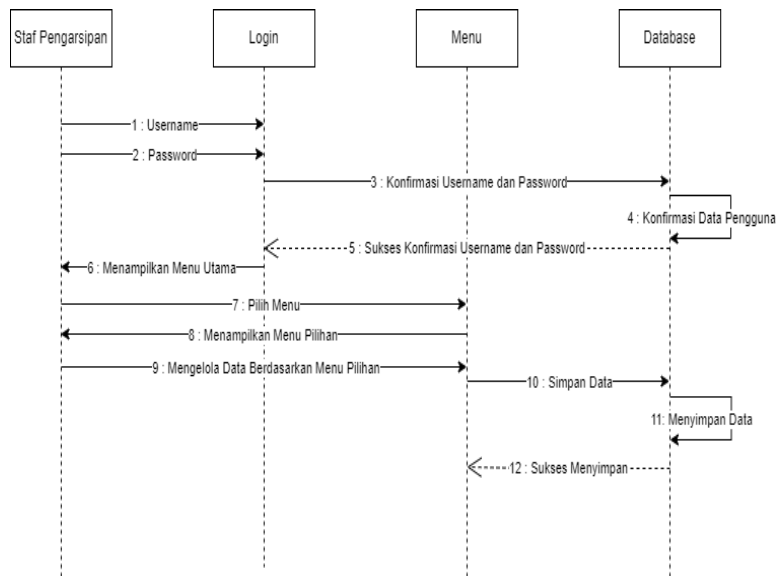 Staf Pengarsipan
Login
Menu
Database
1 : Username
2 : Password
3 : Konfirmasi Username dan Password
4 : Konfirmasi Data Pengguna
5 : Sukses Konfirmasi Username dan Password
6 : Menampilkan Menu Utama
7 : Pilih Menu
8 : Menampilkan Menu Pilihan
9 : Mengelola Data Berdasarkan Menu Pilihan
10 : Simpan Data
11: Menyimpan Data
12 : Sukses Menyimpan